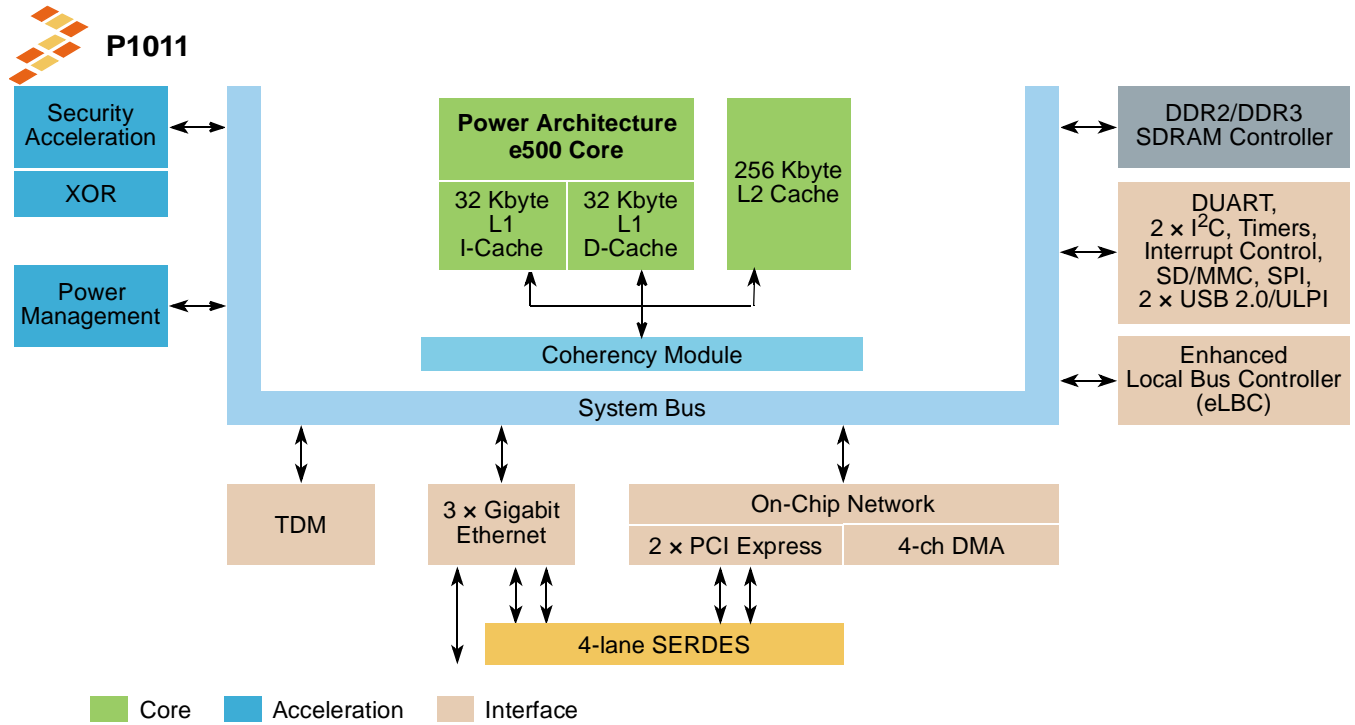 P1011
Security
Acceleration
XOR
Power
Management
Power Architecture
e500 Core
32 Kbyte
L1
I-Cache
32 Kbyte
L1
D-Cache
256 Kbyte
L2 Cache
Coherency Module
System Bus
DDR2/DDR3
SDRAM Controller
DUART,
2 × I²C, Timers,
Interrupt Control,
SD/MMC, SPI,
2 × USB 2.0/ULPI
Enhanced
Local Bus Controller
(eLBC)
TDM
3 × Gigabit
Ethernet
On-Chip Network
2 × PCI Express
4-ch DMA
4-lane SERDES
Core
Acceleration
Interface